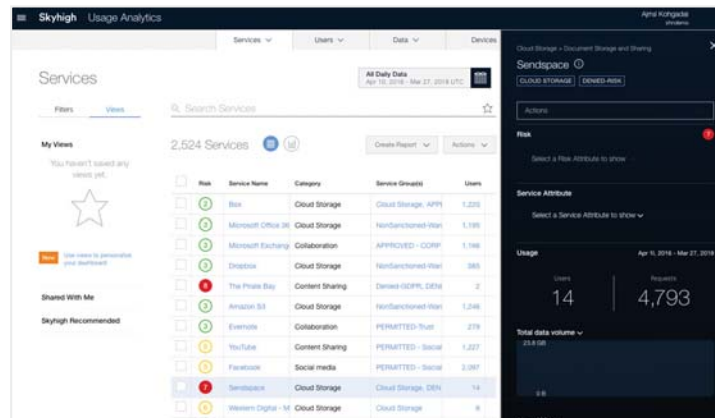 Skyhigh Usage Analytics
Ajmal Kohgadai
Services Users Data Devices
Services
All Daily Data
Apr 10, 2016 - Mar 27, 2018 UTC
Filters Views
Search Services
My Views
You haven't saved any
views yet.
New Use views to personalize
your dashboard
Shared With Me
Skyhigh Recommended
2,524 Services Create Report Actions
Risk Service Name Category Service Group(s) Users
2 Box Cloud Storage Cloud Storage, APP 1,220
3 Microsoft Office 36 Cloud Storage NonSanctioned-Wan 1,195
3 Microsoft Exchang Collaboration APPROVED - CORP 1,196
3 Dropbox Cloud Storage NonSanctioned-Wan 385
8 The Pirate Bay Content Sharing Denied-GDPR, DEN 2
3 Amazon S3 Cloud Storage NonSanctioned-Wan 1,246
3 Evernote Collaboration PERMITTED-Trust 279
YouTube Content Sharing PERMITTED - Social 1,227
Facebook Social media PERMITTED - Social 2,097
7 Sendspace Cloud Storage Cloud Storage, DEN 14
Western Digital - M Cloud Storage Cloud Storage
Cloud Storage > Document Storage and Sharing
Sendspace
CLOUD STORAGE DENIED-RISK
Actions
Risk 7
Select a Risk Attribute to show
Service Attribute
Select a Service Attribute to show
Usage Apr 11, 2016 - Mar 27, 2018
Users Requests
14 4,793
Total data volume
23.8 GB
0 B